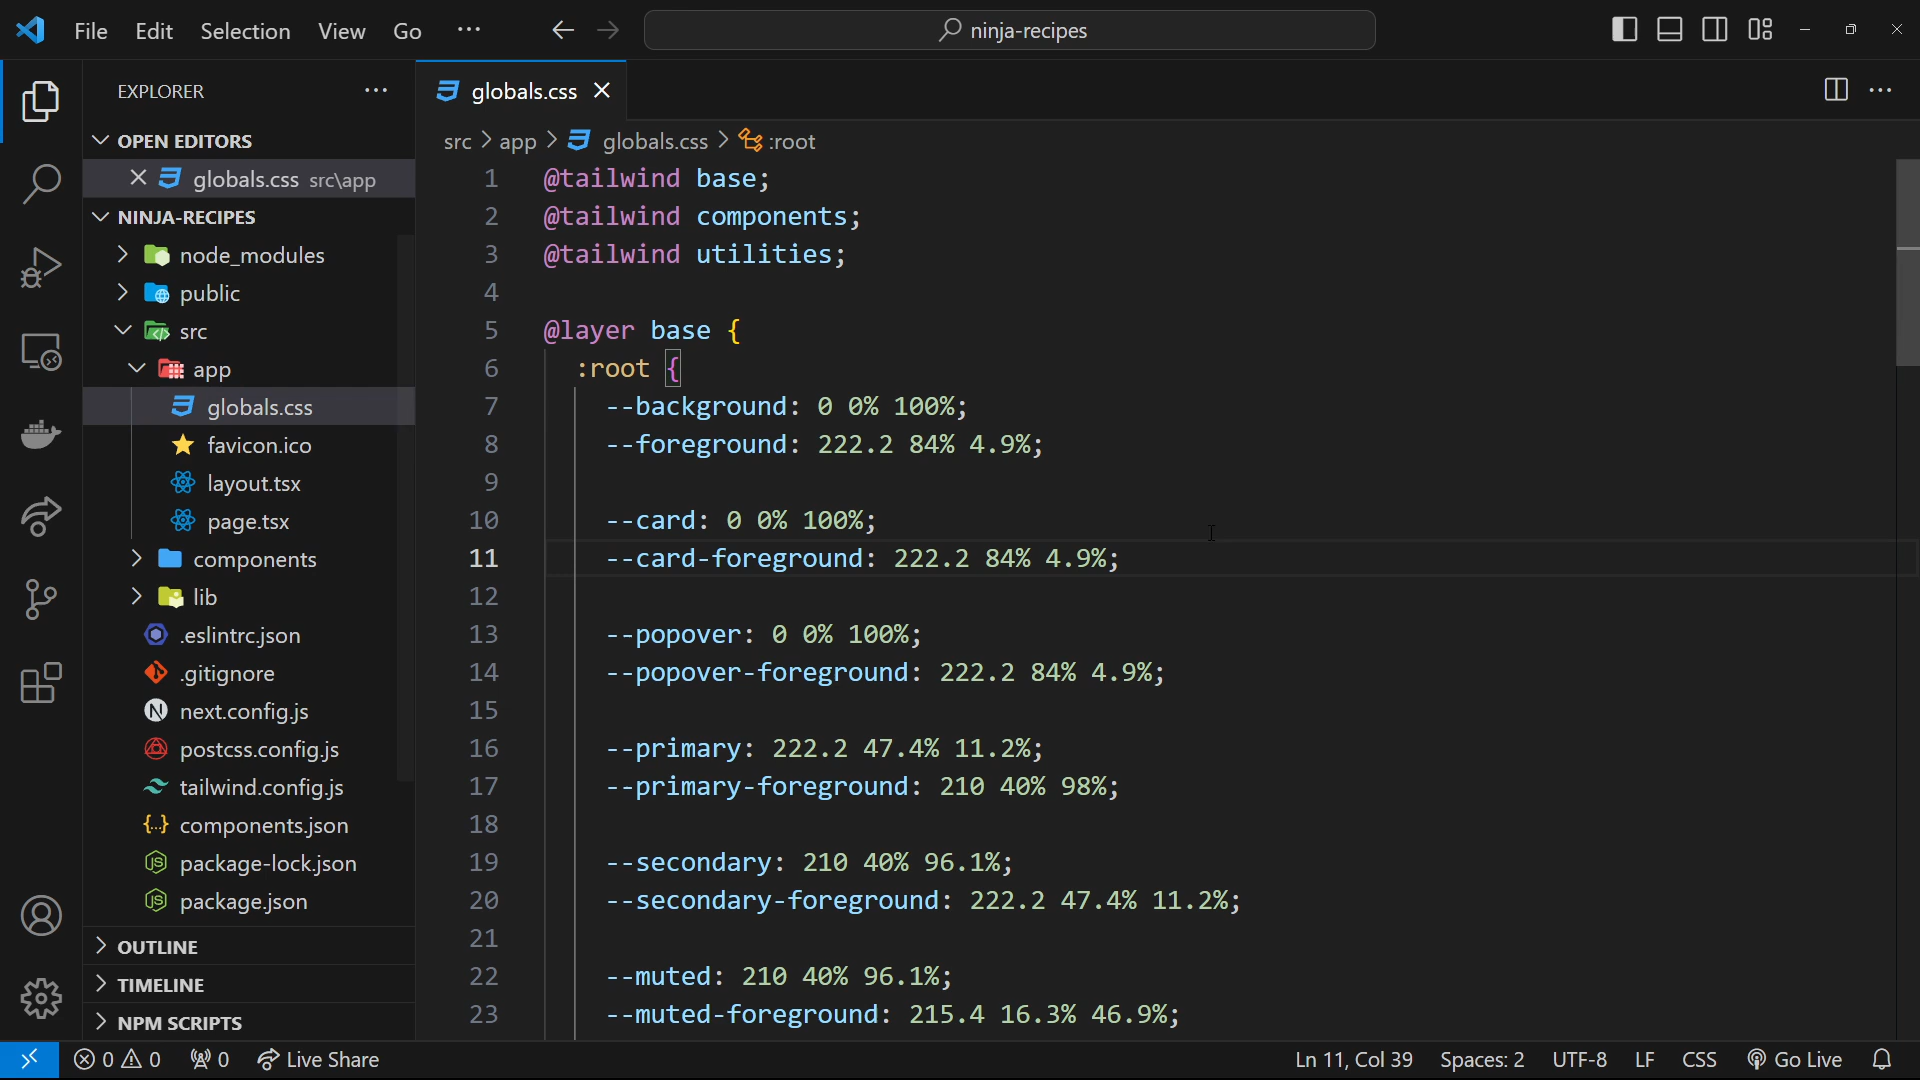 File Edit Selection View Go ... ninja-recipes
EXPLORER ...
globals.css
OPEN EDITORS
globals.css src\app
NINJA-RECIPES
node_modules
public
src
app
globals.css
favicon.ico
layout.tsx
page.tsx
components
lib
.eslintrc.json
.gitignore
next.config.js
postcss.config.js
tailwind.config.js
components.json
package-lock.json
package.json
OUTLINE
TIMELINE
NPM SCRIPTS
src > app > globals.css > :root
1 @tailwind base;
2 @tailwind components;
3 @tailwind utilities;
4
5 @layer base {
6 :root {
7 --background: 0 0% 100%;
8 --foreground: 222.2 84% 4.9%;
9
10 --card: 0 0% 100%;
11 --card-foreground: 222.2 84% 4.9%;
12
13 --popover: 0 0% 100%;
14 --popover-foreground: 222.2 84% 4.9%;
15
16 --primary: 222.2 47.4% 11.2%;
17 --primary-foreground: 210 40% 98%;
18
19 --secondary: 210 40% 96.1%;
20 --secondary-foreground: 222.2 47.4% 11.2%;
21
22 --muted: 210 40% 96.1%;
23 --muted-foreground: 215.4 16.3% 46.9%;
0 0 0 Live Share Ln 11, Col 39 Spaces: 2 UTF-8 LF CSS Go Live